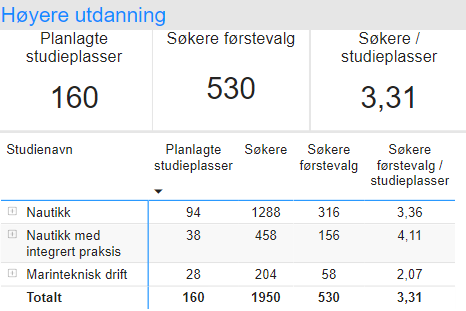 Høyere utdanning
Planlagte studieplasser
160
Søkere førstevalg
530
Søkere / studieplasser
3,31
Studienavn Planlagte studieplasser Søkere Søkere førstevalg Søkere førstevalg / studieplasser
Nautikk 94 1288 316 3,36
Nautikk med integrert praksis 38 458 156 4,11
Marinteknisk drift 28 204 58 2,07
Totalt 160 1950 530 3,31